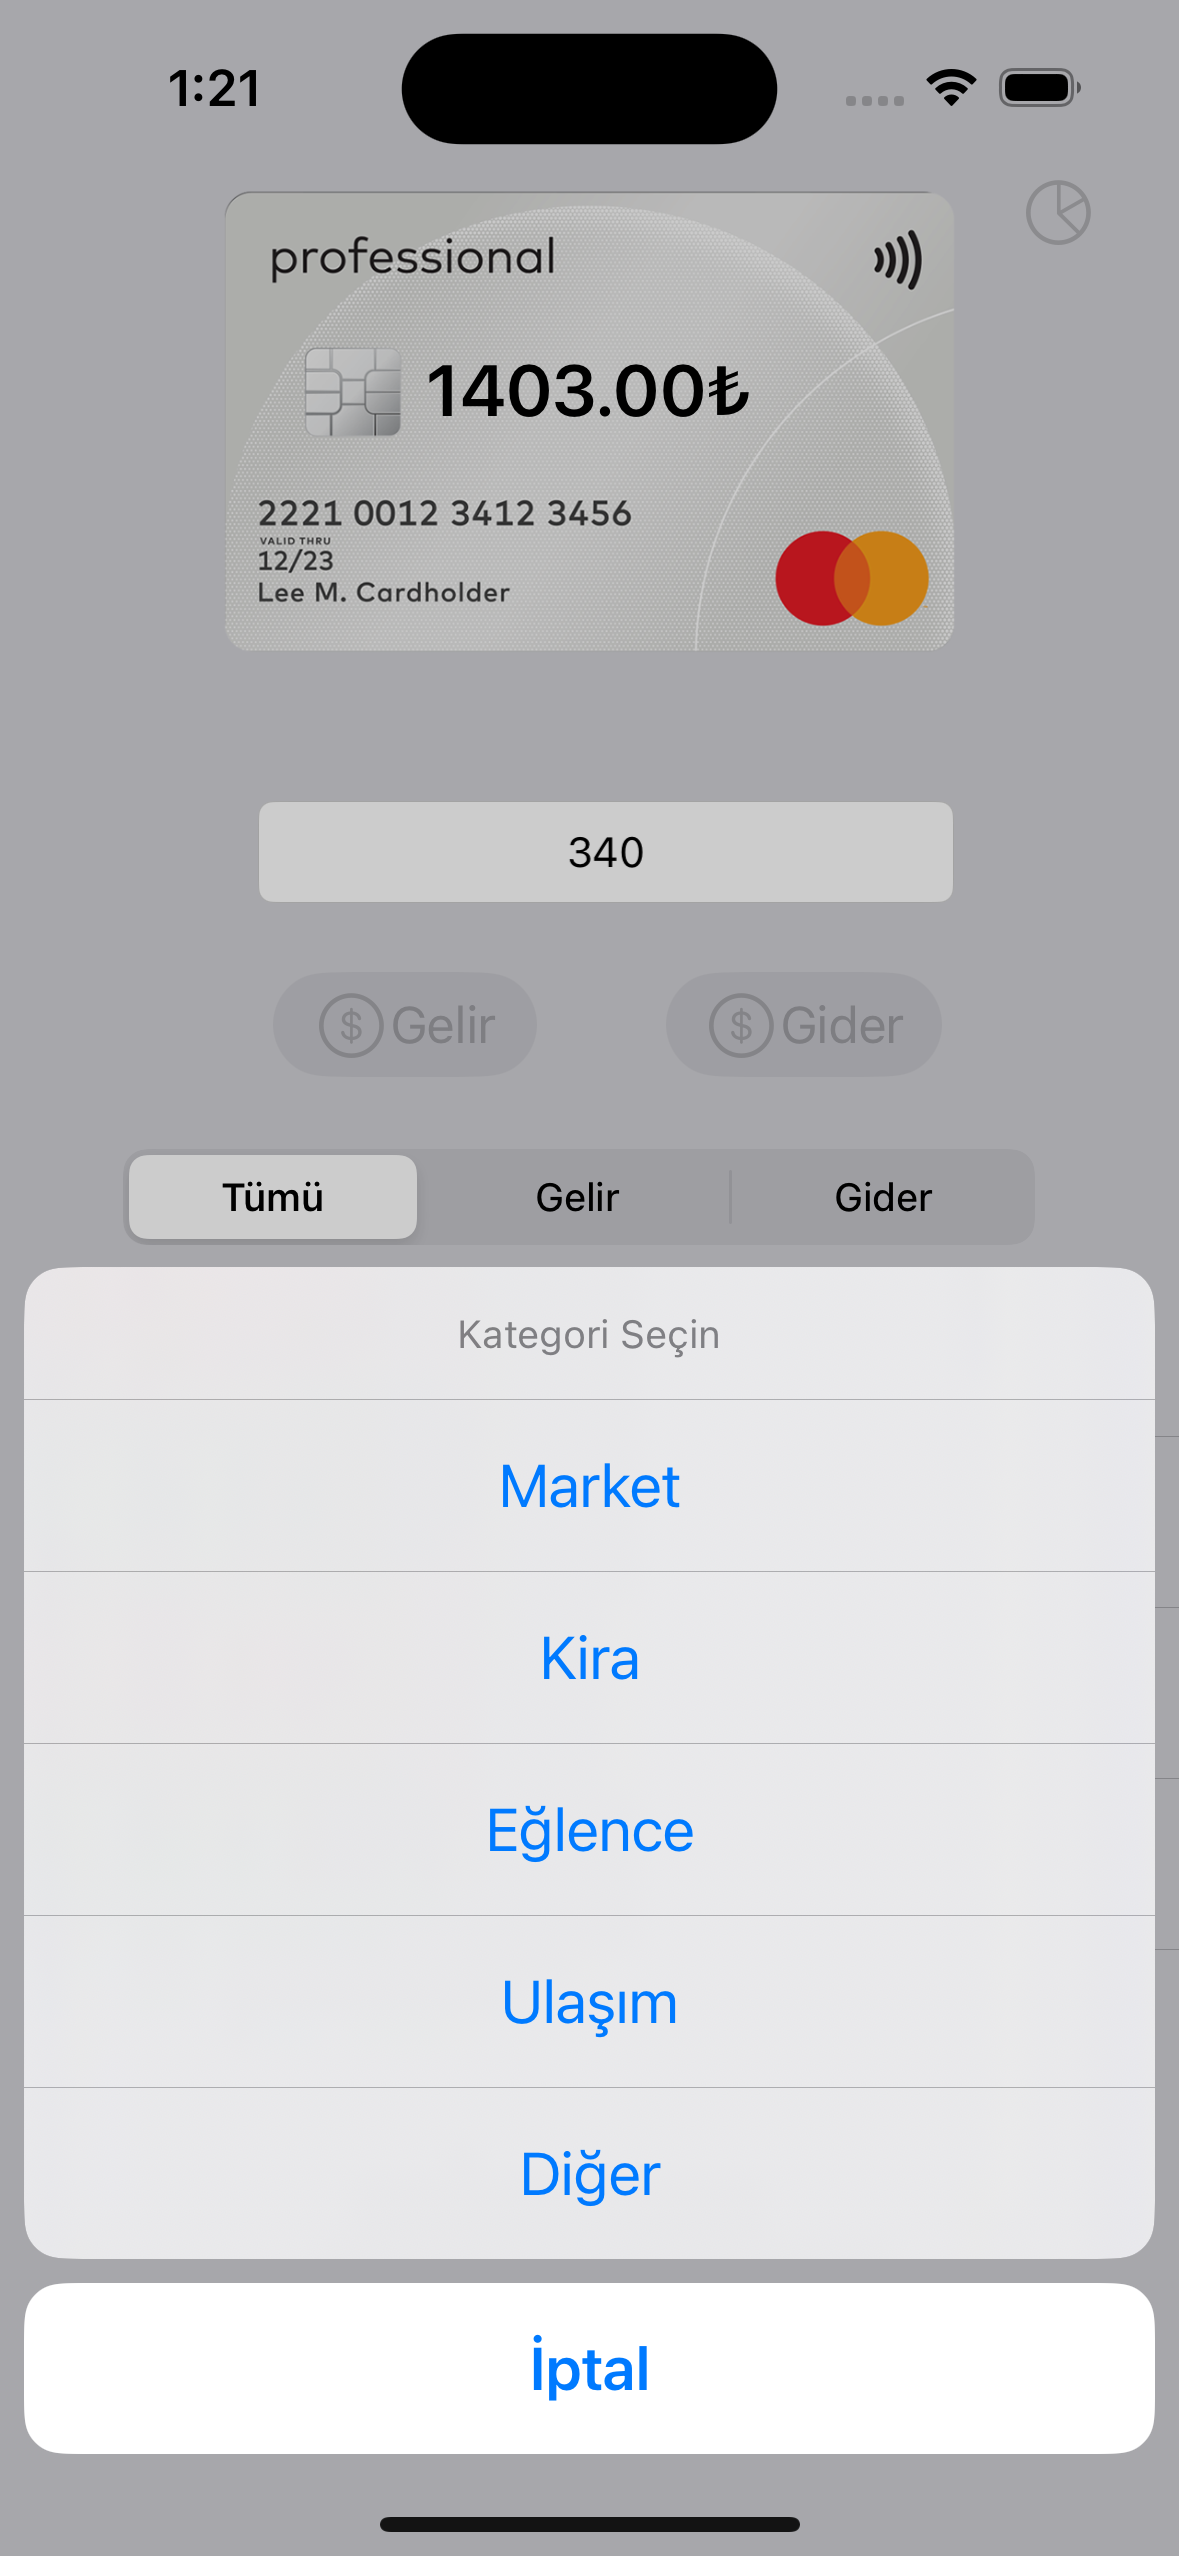 1:21
professional
1403.00₺
2221 0012 3412 3456
VALID THRU
12/23
Lee M. Cardholder
340
$ Gelir
$ Gider
Tümü
Gelir
Gider
Kategori Seçin
Market
Kira
Eğlence
Ulaşım
Diğer
İptal